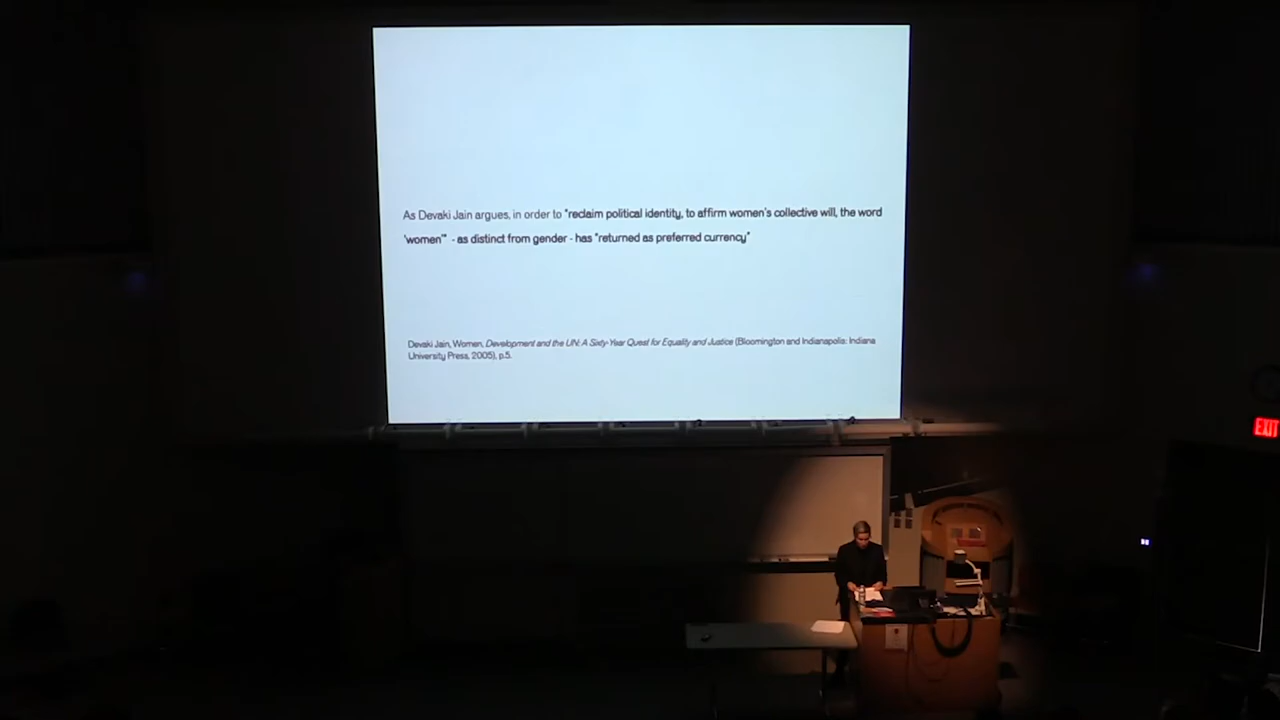 As Devaki Jain argues, in order to "reclaim political identity, to affirm women's collective will, the word
'women'" - as distinct from gender - has "returned as preferred currency"
Devaki Jain, Women, Development and the UN: A Sixty-Year Quest for Equality and Justice (Bloomington and Indianapolis: Indiana
University Press, 2005), p.5.
EXIT